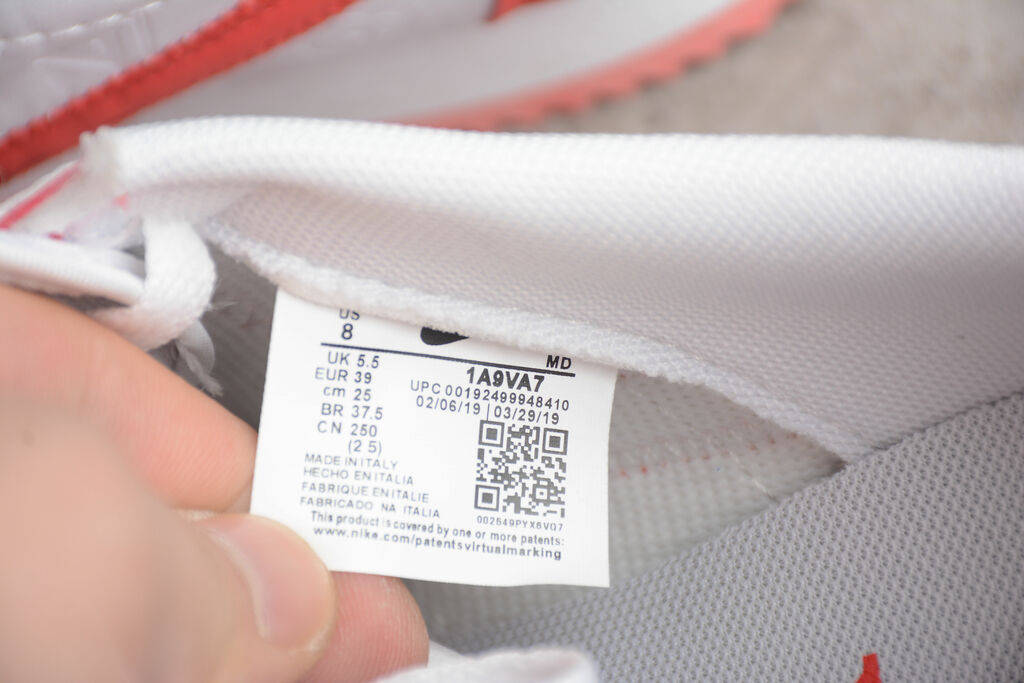 US
8
MD
UK 5.5
1A9VA7
EUR 39
UPC 00192499948410
cm 25
02/06/19 | 03/29/19
BR 37.5
CN 250
(2 5)
MADE IN ITALY
HECHO EN ITALIA
FABRIQUE EN ITALIE
FABRICADO NA ITALIA
002549PYX6VQ7
This product is covered by one or more patents:
www.nike.com/patentsvirtualmarking